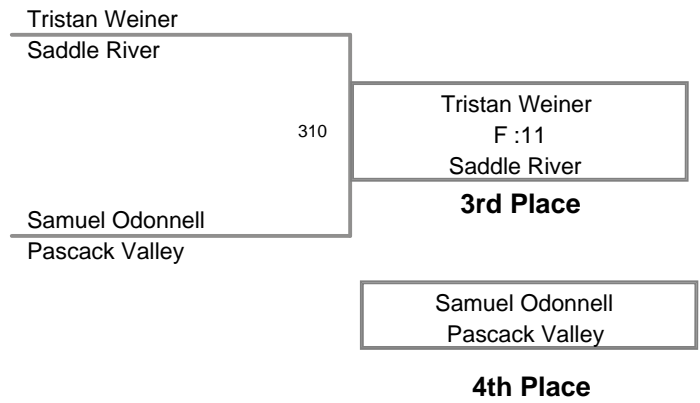 Tristan Weiner
Saddle River
310
Tristan Weiner
F :11
Saddle River
3rd Place
Samuel Odonnell
Pascack Valley
Samuel Odonnell
Pascack Valley
4th Place